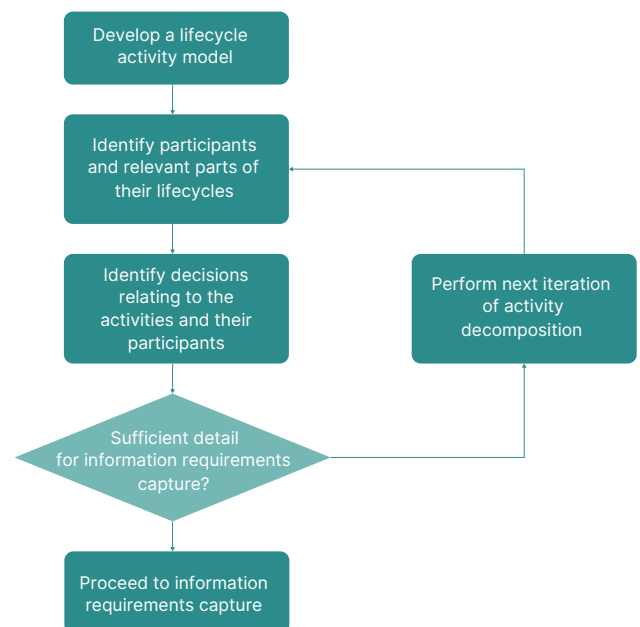 Develop a lifecycle
activity model
Identify participants
and relevant parts of
their lifecycles
Identify decisions
relating to the
activities and their
participants
Perform next iteration
of activity
decomposition
Sufficient detail
for information requirements
capture?
Proceed to information
requirements capture